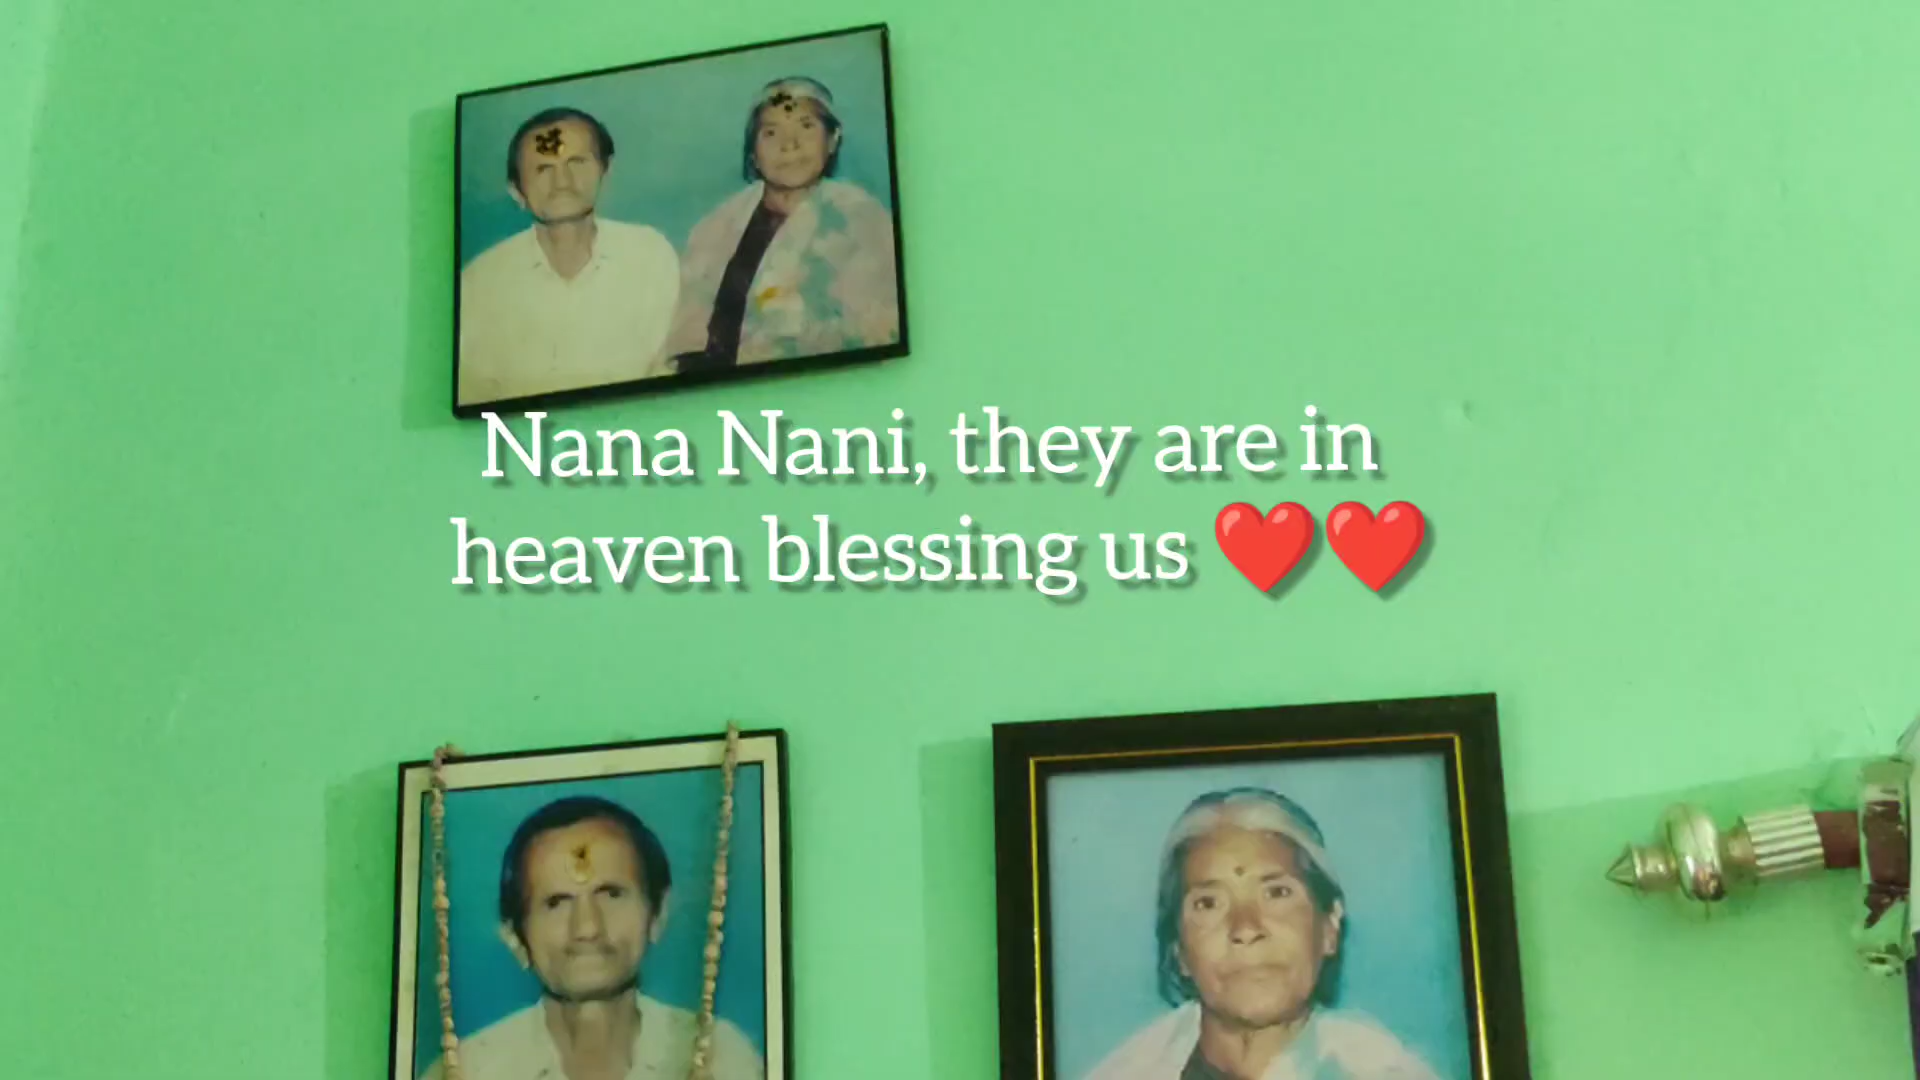 Nana Nani, they are in
heaven blessing us ❤️❤️